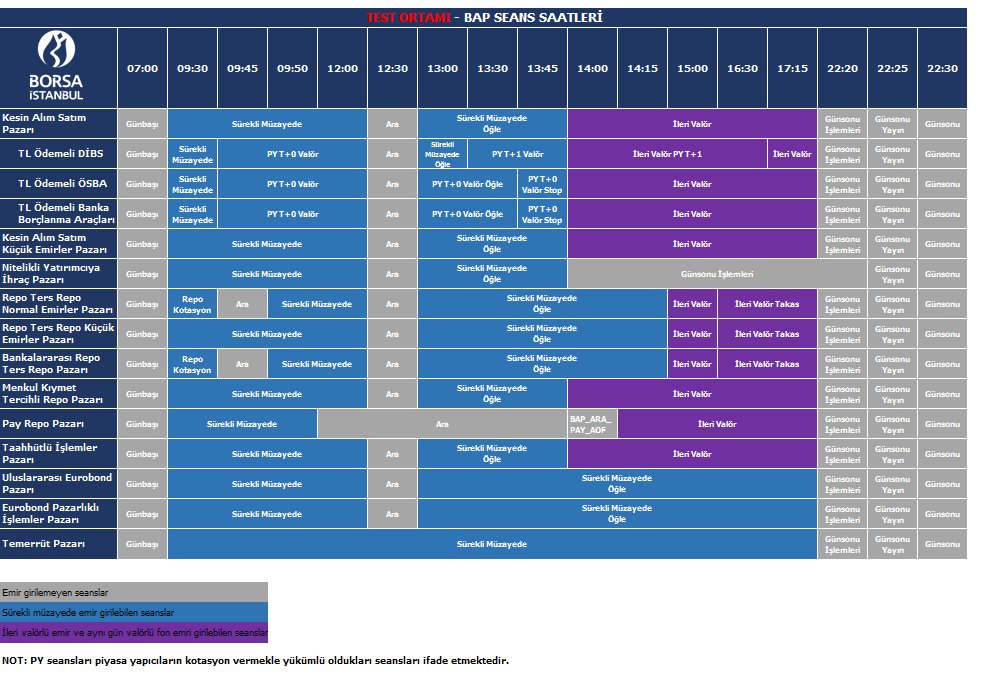 TEST ORTAMI - BAP SEANS SAATLERİ
BORSA
İSTANBUL
07:00 09:30 09:45 09:50 12:00 12:30 13:00 13:30 13:45 14:00 14:15 15:00 16:30 17:15 22:20 22:25 22:30
Kesin Alım Satım
Pazarı
Günbaşı
Sürekli Müzayede
Ara
Sürekli Müzayede
Öğle
İleri Valör
Günsonu
İşlemleri
Günsonu
Yayın
Günsonu
TL Ödemeli DİBS
Günbaşı
Sürekli
Müzayede
PY T+0 Valör
Ara
Sürekli
Müzayede
Öğle
PY T+1 Valör
İleri Valör PY T+1
İleri Valör
Günsonu
İşlemleri
Günsonu
Yayın
Günsonu
TL Ödemeli ÖSBA
Günbaşı
Sürekli
Müzayede
PY T+0 Valör
Ara
PY T+0 Valör Öğle
PY T+0
Valör Stop
İleri Valör
Günsonu
İşlemleri
Günsonu
Yayın
Günsonu
TL Ödemeli Banka
Borçlanma Araçları
Günbaşı
Sürekli
Müzayede
PY T+0 Valör
Ara
PY T+0 Valör Öğle
PY T+0
Valör Stop
İleri Valör
Günsonu
İşlemleri
Günsonu
Yayın
Günsonu
Kesin Alım Satım
Küçük Emirler Pazarı
Günbaşı
Sürekli Müzayede
Ara
Sürekli Müzayede
Öğle
İleri Valör
Günsonu
İşlemleri
Günsonu
Yayın
Günsonu
Nitelikli Yatırımcıya
İhraç Pazarı
Günbaşı
Sürekli Müzayede
Ara
Sürekli Müzayede
Öğle
Günsonu İşlemleri
Günsonu
Yayın
Günsonu
Repo Ters Repo
Normal Emirler Pazarı
Günbaşı
Repo
Kotasyon
Ara
Sürekli Müzayede
Ara
Sürekli Müzayede
Öğle
İleri Valör
İleri Valör Takas
Günsonu
İşlemleri
Günsonu
Yayın
Günsonu
Repo Ters Repo Küçük
Emirler Pazarı
Günbaşı
Sürekli Müzayede
Ara
Sürekli Müzayede
Öğle
İleri Valör
İleri Valör Takas
Günsonu
İşlemleri
Günsonu
Yayın
Günsonu
Bankalararası Repo
Ters Repo Pazarı
Günbaşı
Repo
Kotasyon
Ara
Sürekli Müzayede
Ara
Sürekli Müzayede
Öğle
İleri Valör
İleri Valör Takas
Günsonu
İşlemleri
Günsonu
Yayın
Günsonu
Menkul Kıymet
Tercihli Repo Pazarı
Günbaşı
Sürekli Müzayede
Ara
Sürekli Müzayede
Öğle
İleri Valör
Günsonu
İşlemleri
Günsonu
Yayın
Günsonu
Pay Repo Pazarı
Günbaşı
Sürekli Müzayede
Ara
BAP_ARA_
PAY_AOF
İleri Valör
Günsonu
İşlemleri
Günsonu
Yayın
Günsonu
Taahhütlü İşlemler
Pazarı
Günbaşı
Sürekli Müzayede
Ara
Sürekli Müzayede
Öğle
İleri Valör
Günsonu
İşlemleri
Günsonu
Yayın
Günsonu
Uluslararası Eurobond
Pazarı
Günbaşı
Sürekli Müzayede
Ara
Sürekli Müzayede
Öğle
Günsonu
İşlemleri
Günsonu
Yayın
Günsonu
Eurobond Pazarlıklı
İşlemler Pazarı
Günbaşı
Sürekli Müzayede
Ara
Sürekli Müzayede
Öğle
Günsonu
İşlemleri
Günsonu
Yayın
Günsonu
Temerrüt Pazarı
Günbaşı
Sürekli Müzayede
Günsonu
İşlemleri
Günsonu
Yayın
Günsonu
Emir girilemeyen seanslar
Sürekli müzayede emir girilebilen seanslar
İleri valörlü emir ve aynı gün valörlü fon emri girilebilen seanslar
NOT: PY seansları piyasa yapıcıların kotasyon vermekle yükümlü oldukları seansları ifade etmektedir.